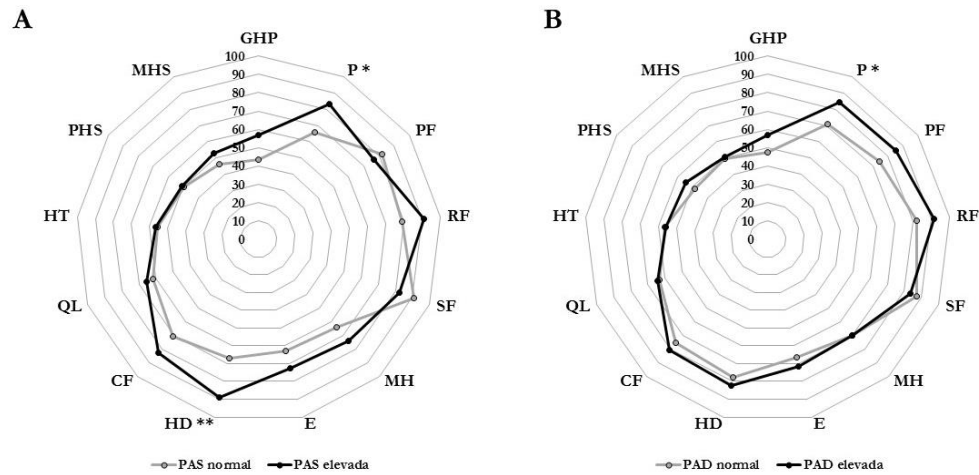 A
GHP
P *
PF
RF
SF
MH
E
HD **
CF
QL
HT
PHS
MHS
100
90
80
70
60
50
40
30
20
10
0
PAS normal
PAS elevada
B
GHP
P *
PF
RF
SF
MH
E
HD
CF
QL
HT
PHS
MHS
100
90
80
70
60
50
40
30
20
10
0
PAD normal
PAD elevada